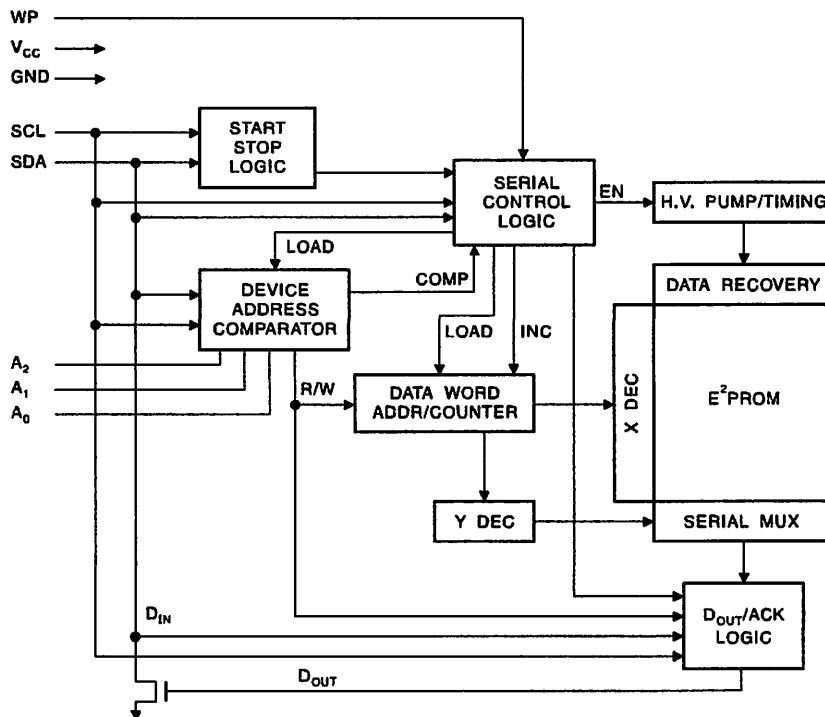 WP
VCC
GND
SCL
SDA
START
STOP
LOGIC
SERIAL
CONTROL
LOGIC
EN
H.V. PUMP/TIMING
LOAD
COMP
DEVICE
ADDRESS
COMPARATOR
DATA RECOVERY
LOAD
INC
A2
A1
A0
R/W
DATA WORD
ADDR/COUNTER
X DEC
E²PROM
Y DEC
SERIAL MUX
DIN
DOUT/ACK
LOGIC
DOUT